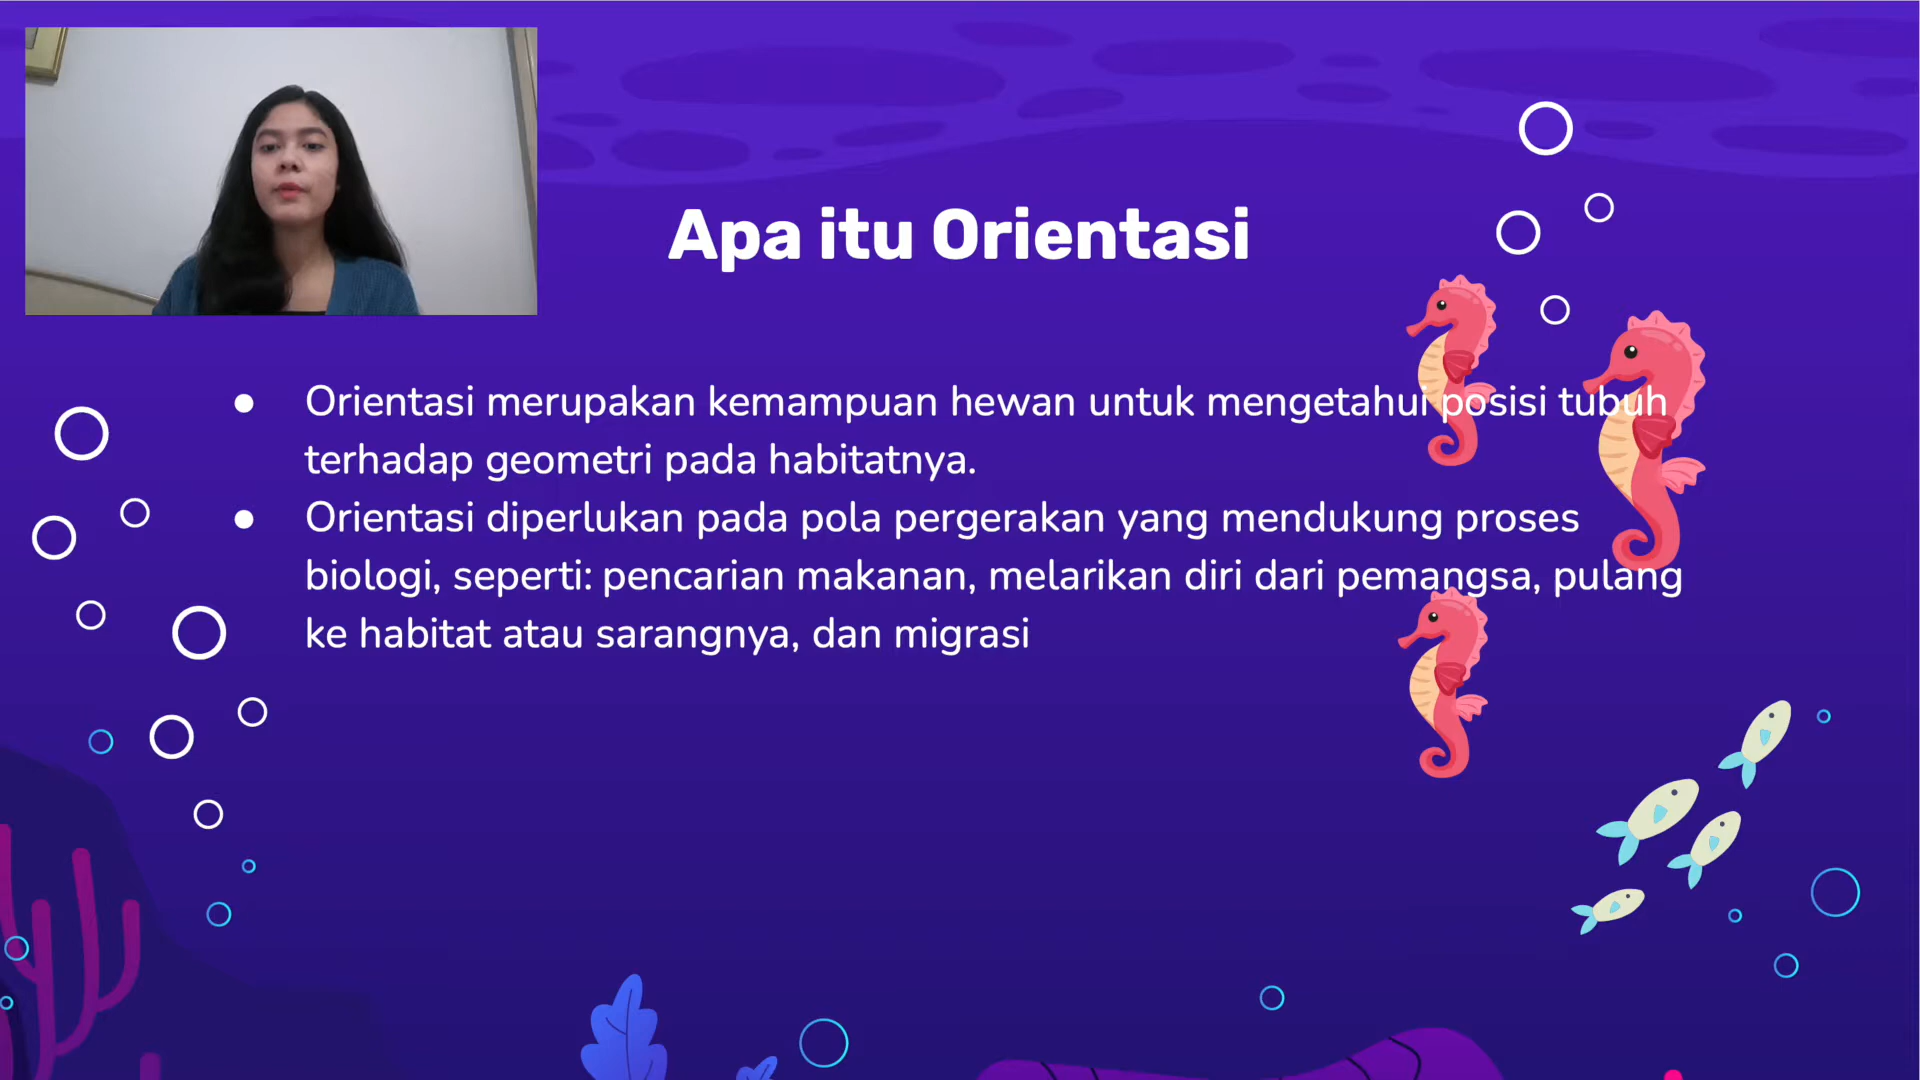 Apa itu Orientasi
● Orientasi merupakan kemampuan hewan untuk mengetahui posisi tubuh
terhadap geometri pada habitatnya.
● Orientasi diperlukan pada pola pergerakan yang mendukung proses
biologi, seperti: pencarian makanan, melarikan diri dari pemangsa, pulang
ke habitat atau sarangnya, dan migrasi